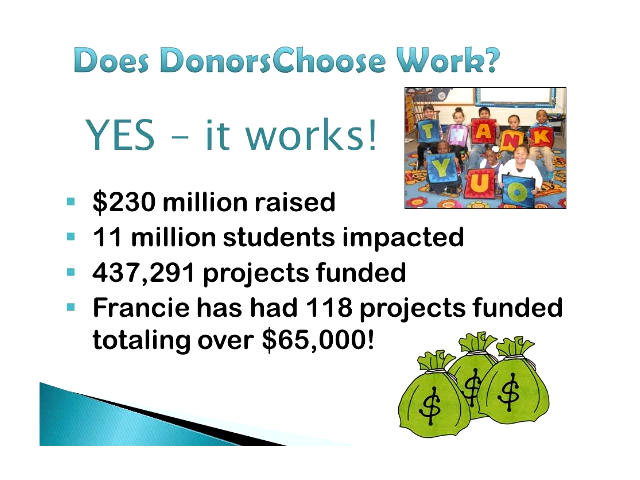 Does DonorsChoose Work?
YES – it works!
T H A N K
Y O U
▪ $230 million raised
▪ 11 million students impacted
▪ 437,291 projects funded
▪ Francie has had 118 projects funded
totaling over $65,000!
$ $ $